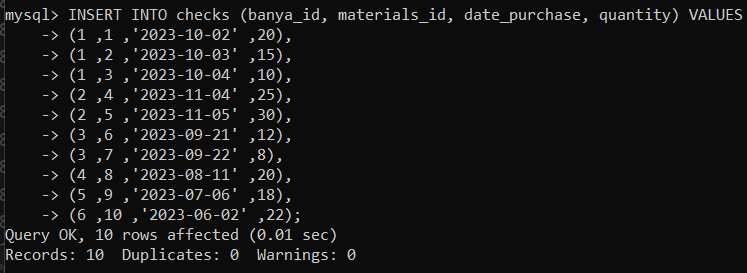 mysql> INSERT INTO checks (banya_id, materials_id, date_purchase, quantity) VALUES
    -> (1 ,1 ,'2023-10-02' ,20),
    -> (1 ,2 ,'2023-10-03' ,15),
    -> (1 ,3 ,'2023-10-04' ,10),
    -> (2 ,4 ,'2023-11-04' ,25),
    -> (2 ,5 ,'2023-11-05' ,30),
    -> (3 ,6 ,'2023-09-21' ,12),
    -> (3 ,7 ,'2023-09-22' ,8),
    -> (4 ,8 ,'2023-08-11' ,20),
    -> (5 ,9 ,'2023-07-06' ,18),
    -> (6 ,10 ,'2023-06-02' ,22);
Query OK, 10 rows affected (0.01 sec)
Records: 10  Duplicates: 0  Warnings: 0